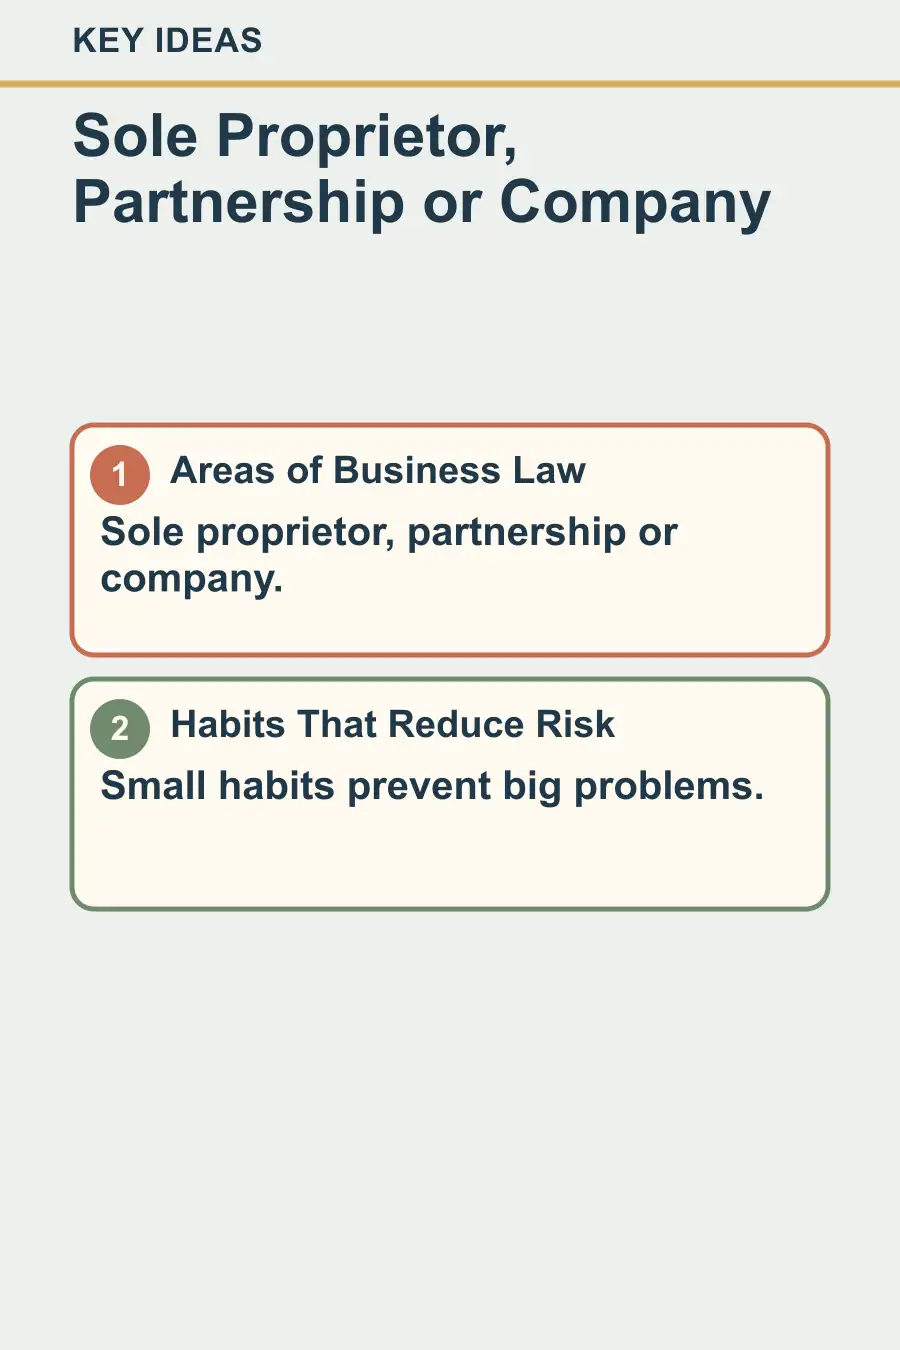 KEY IDEAS
Sole Proprietor,
Partnership or Company
1 Areas of Business Law
Sole proprietor, partnership or
company.
2 Habits That Reduce Risk
Small habits prevent big problems.